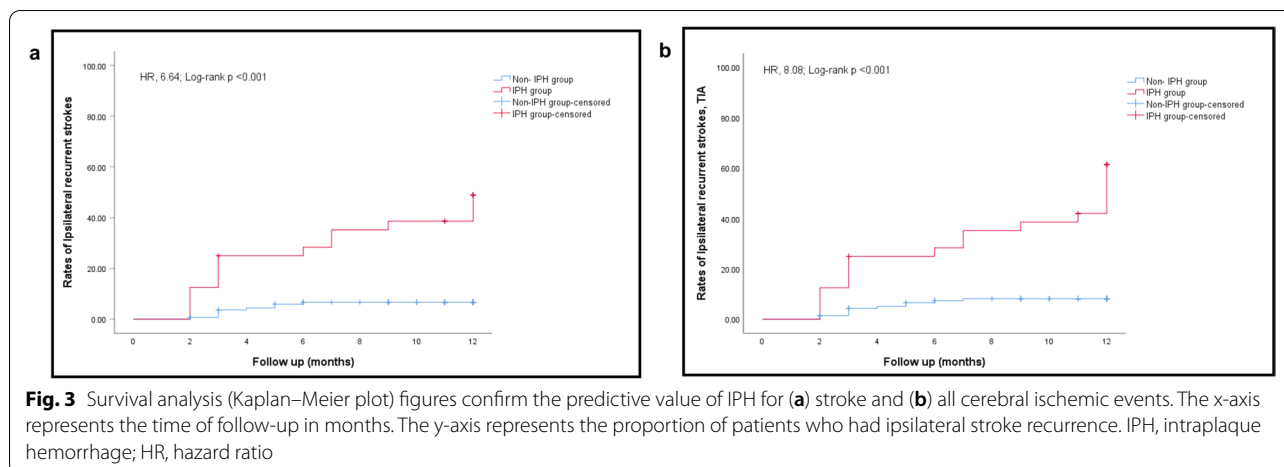 a
HR, 6.64; Log-rank p <0.001
Non- IPH group
IPH group
Non-IPH group-censored
IPH group-censored
Rates of Ipsilateral recurrent strokes
100.00
80.00
60.00
40.00
20.00
0.00
0 2 4 6 8 10 12
Follow up (months)
b
HR, 8.08; Log-rank p <0.001
Non- IPH group
IPH group
Non-IPH group-censored
IPH group-censored
Rates of Ipsilateral recurrent strokes, TIA
100.00
80.00
60.00
40.00
20.00
0.00
0 2 4 6 8 10 12
Follow up (months)
Fig. 3 Survival analysis (Kaplan–Meier plot) figures confirm the predictive value of IPH for (a) stroke and (b) all cerebral ischemic events. The x-axis
represents the time of follow-up in months. The y-axis represents the proportion of patients who had ipsilateral stroke recurrence. IPH, intraplaque
hemorrhage; HR, hazard ratio